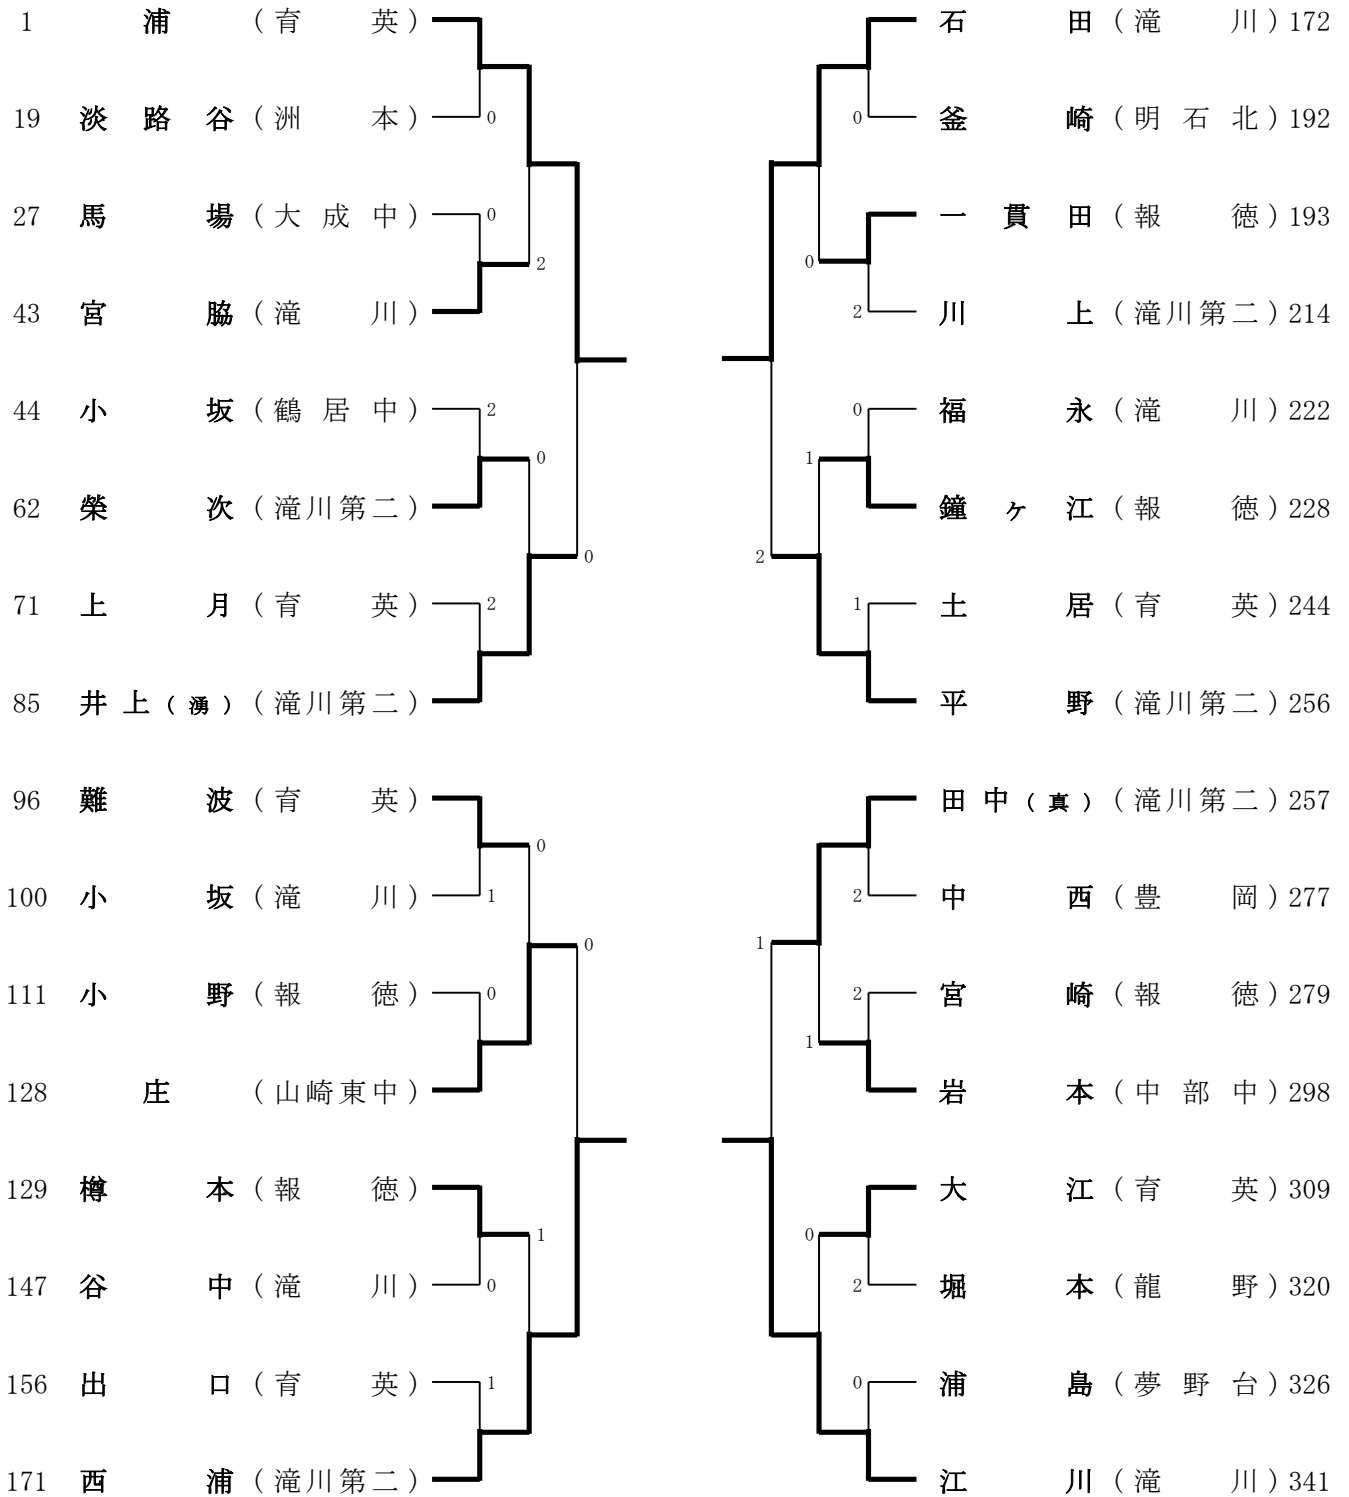 1 浦 (育英) 石田 (滝川) 172
19 淡路谷 (洲本) 0 0 釜崎 (明石北) 192
27 馬場 (大成中) 0 一貫田 (報徳) 193
2 0
43 宮脇 (滝川) 2 川上 (滝川第二) 214
44 小坂 (鶴居中) 2 0 福永 (滝川) 222
0 1
62 榮次 (滝川第二) 鐘ヶ江 (報徳) 228
0 2
71 上月 (育英) 2 1 土居 (育英) 244
85 井上(湧) (滝川第二) 平野 (滝川第二) 256
96 難波 (育英) 田中(真) (滝川第二) 257
0
100 小坂 (滝川) 1 2 中西 (豊岡) 277
0 1
111 小野 (報徳) 0 2 宮崎 (報徳) 279
1
128 庄 (山崎東中) 岩本 (中部中) 298
129 樽本 (報徳) 大江 (育英) 309
1 0
147 谷中 (滝川) 0 2 堀本 (龍野) 320
156 出口 (育英) 1 0 浦島 (夢野台) 326
171 西浦 (滝川第二) 江川 (滝川) 341